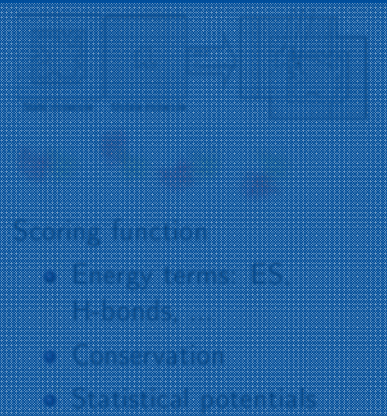 Scoring function
Energy terms: ES,
H-bonds, ...
Conservation
Statistical potentials